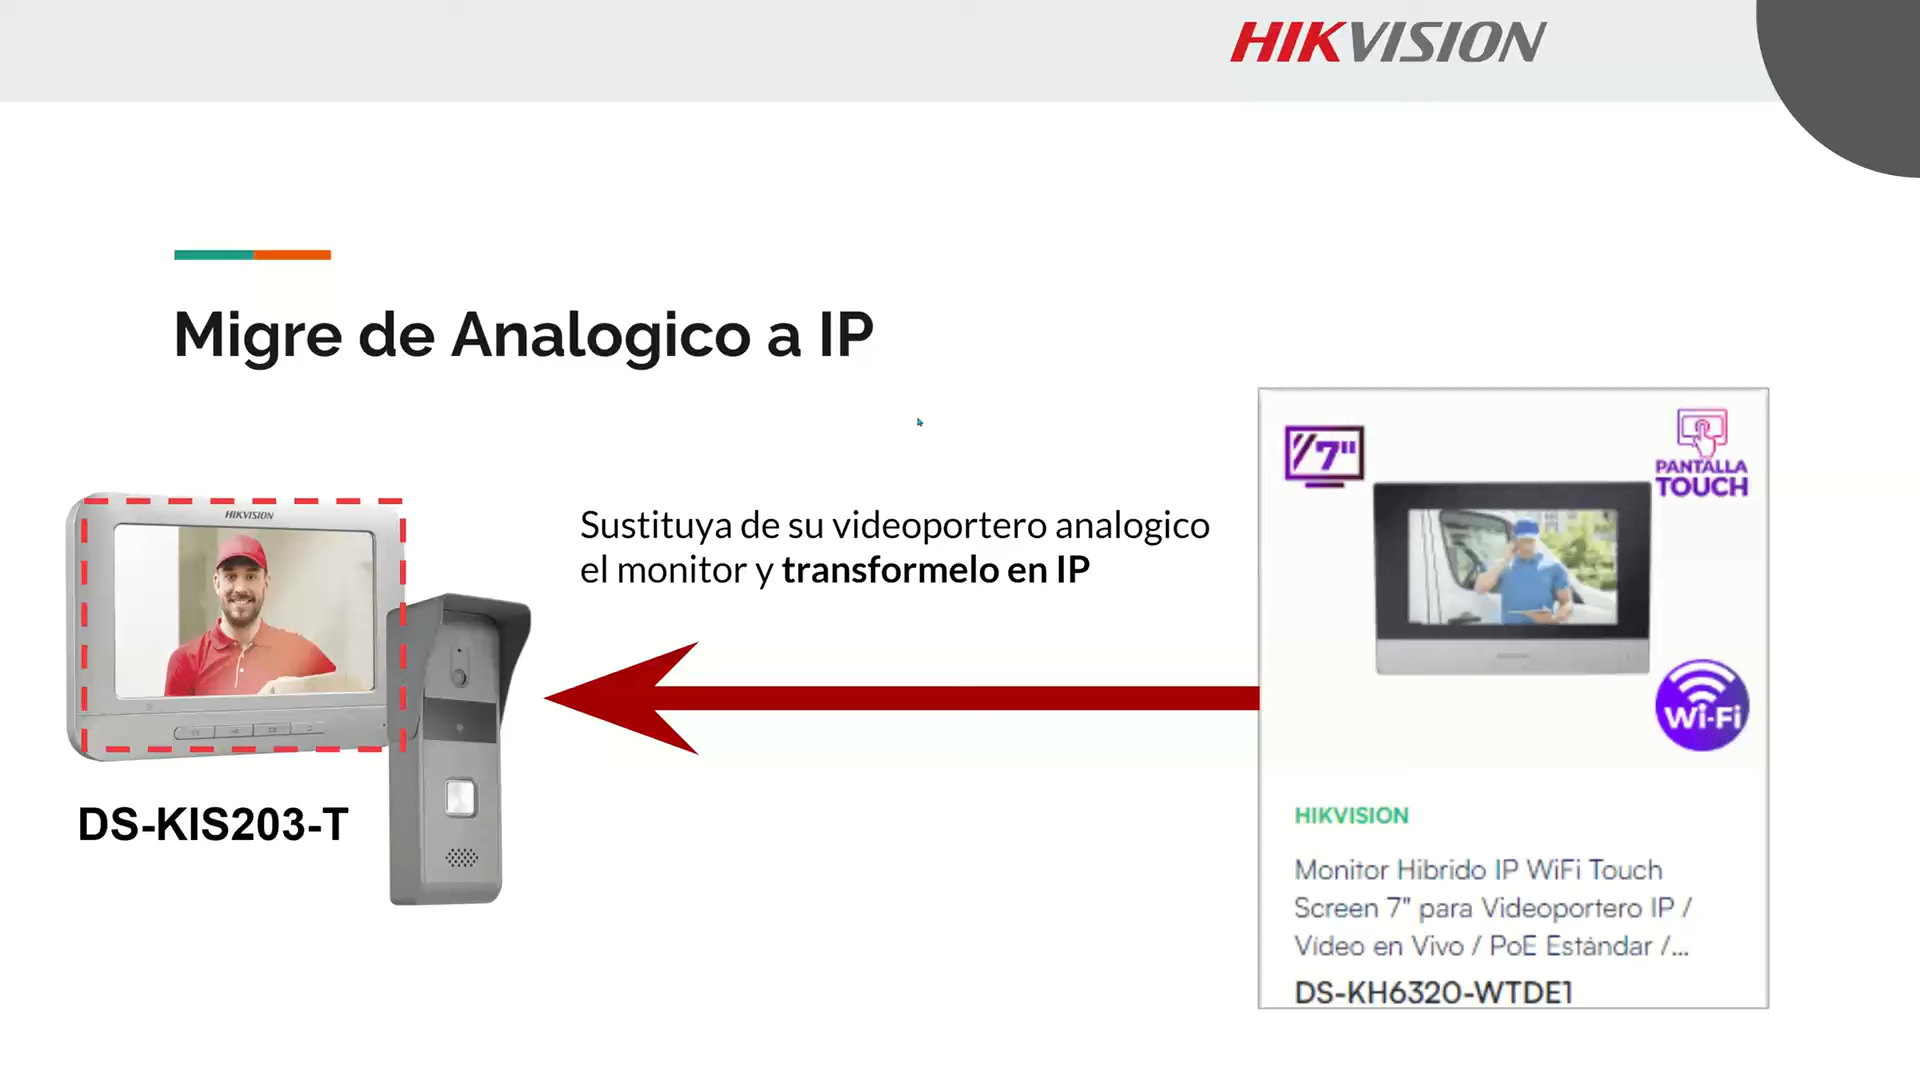 HIKVISION
Migre de Analogico a IP
HIKVISION
Sustituya de su videoportero analogico
el monitor y transformelo en IP
DS-KIS203-T
7"
PANTALLA
TOUCH
Wi-Fi
HIKVISION
Monitor Hibrido IP WiFi Touch
Screen 7" para Videoportero IP /
Vídeo en Vivo / PoE Estándar /...
DS-KH6320-WTDE1